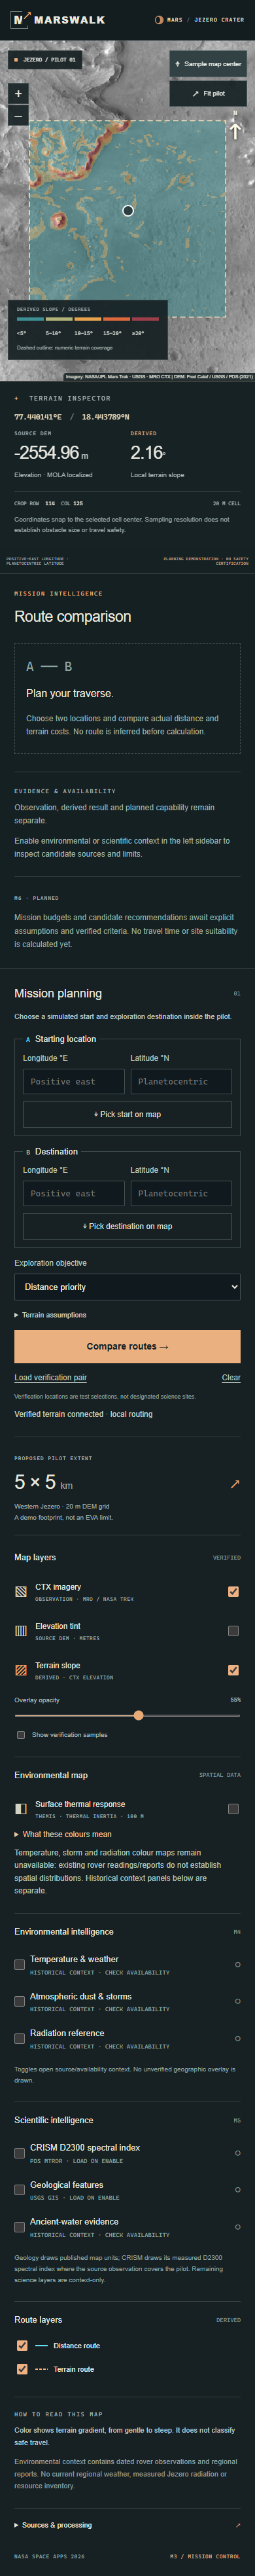 MARSWALK
MARS / JEZERO CRATER
JEZERO / PILOT 01
Sample map center
Fit pilot
+
−
N
DERIVED SLOPE / DEGREES
<5° 5–10° 10–15° 15–20° ≥20°
Dashed outline: numeric terrain coverage
Imagery: NASA/JPL Mars Trek · USGS · MRO CTX | DEM: Fred Calef / USGS / PDS (2021)
TERRAIN INSPECTOR
77.440141°E / 18.443789°N
SOURCE DEM
DERIVED
-2554.96 m
2.16°
Elevation · MOLA localized
Local terrain slope
CROP ROW 114 COL 125
20 M CELL
Coordinates snap to the selected cell center. Sampling resolution does not
establish obstacle size or travel safety.
POSITIVE-EAST LONGITUDE ·
PLANETOCENTRIC LATITUDE
PLANNING DEMONSTRATION · NO SAFETY
CERTIFICATION
MISSION INTELLIGENCE
Route comparison
A — B
Plan your traverse.
Choose two locations and compare actual distance and
terrain costs. No route is inferred before calculation.
EVIDENCE & AVAILABILITY
Observation, derived result and planned capability remain
separate.
Enable environmental or scientific context in the left sidebar to
inspect candidate sources and limits.
M6 · PLANNED
Mission budgets and candidate recommendations await explicit
assumptions and verified criteria. No travel time or site suitability
is calculated yet.
Mission planning
01
Choose a simulated start and exploration destination inside the pilot.
A Starting location
Longitude °E
Latitude °N
Positive east
Planetocentric
+ Pick start on map
B Destination
Longitude °E
Latitude °N
Positive east
Planetocentric
+ Pick destination on map
Exploration objective
Distance priority
Terrain assumptions
Compare routes →
Load verification pair
Clear
Verification locations are test selections, not designated science sites.
Verified terrain connected · local routing
PROPOSED PILOT EXTENT
5 × 5 km
Western Jezero · 20 m DEM grid
A demo footprint, not an EVA limit.
Map layers
VERIFIED
CTX imagery
OBSERVATION · MRO / NASA TREK
Elevation tint
SOURCE DEM · METRES
Terrain slope
DERIVED · CTX ELEVATION
Overlay opacity
55%
Show verification samples
Environmental map
SPATIAL DATA
Surface thermal response
THEMIS · THERMAL INERTIA · 100 M
What these colours mean
Temperature, storm and radiation colour maps remain
unavailable: existing rover readings/reports do not establish
spatial distributions. Historical context panels below are
separate.
Environmental intelligence
M4
Temperature & weather
HISTORICAL CONTEXT · CHECK AVAILABILITY
Atmospheric dust & storms
HISTORICAL CONTEXT · CHECK AVAILABILITY
Radiation reference
HISTORICAL CONTEXT · CHECK AVAILABILITY
Toggles open source/availability context. No unverified geographic overlay is
drawn.
Scientific intelligence
M5
CRISM D2300 spectral index
PDS MTRDR · LOAD ON ENABLE
Geological features
USGS GIS · LOAD ON ENABLE
Ancient-water evidence
HISTORICAL CONTEXT · CHECK AVAILABILITY
Geology draws published map units; CRISM draws its measured D2300
spectral index where the source observation covers the pilot. Remaining
science layers are context-only.
Route layers
DERIVED
Distance route
Terrain route
HOW TO READ THIS MAP
Color shows terrain gradient, from gentle to steep. It does not classify
safe travel.
Environmental context contains dated rover observations and regional
reports. No current regional weather, measured Jezero radiation or
resource inventory.
Sources & processing
NASA SPACE APPS 2026
M3 / MISSION CONTROL